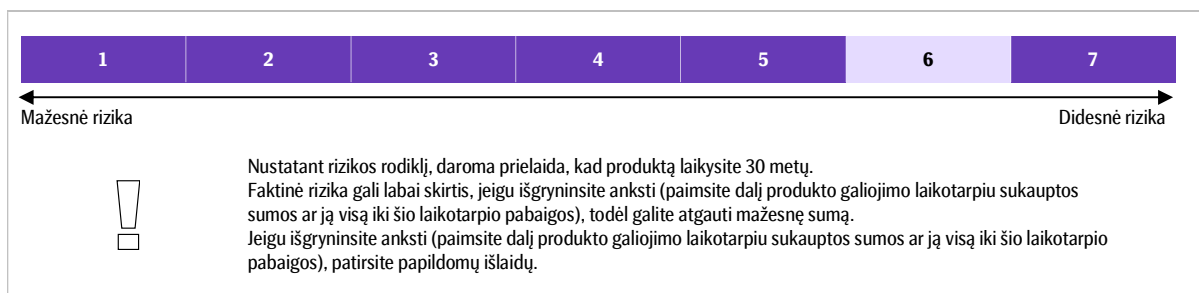 1 2 3 4 5 6 7
Mažesnė rizika Didesnė rizika
Nustatant rizikos rodiklį, daroma prielaida, kad produktą laikysite 30 metų.
Faktinė rizika gali labai skirtis, jeigu išgryninsite anksti (paimsite dalį produkto galiojimo laikotarpiu sukauptos
sumos ar ją visą iki šio laikotarpio pabaigos), todėl galite atgauti mažesnę sumą.
Jeigu išgryninsite anksti (paimsite dalį produkto galiojimo laikotarpiu sukauptos sumos ar ją visą iki šio laikotarpio
pabaigos), patirsite papildomų išlaidų.